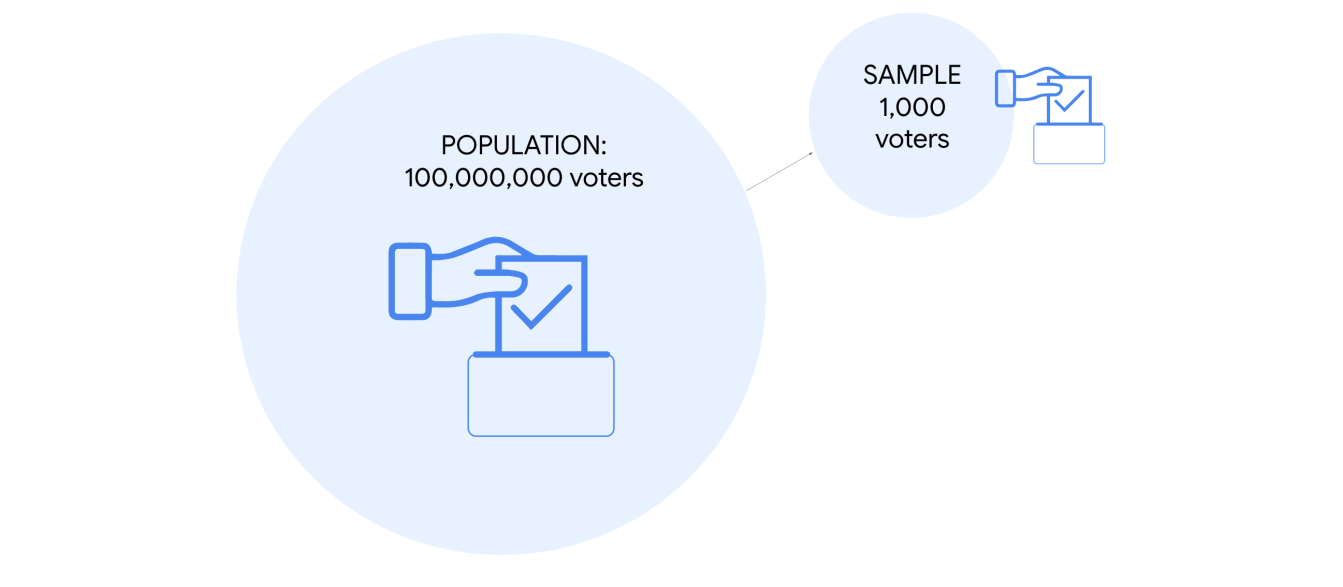 POPULATION:
100,000,000 voters
SAMPLE
1,000
voters